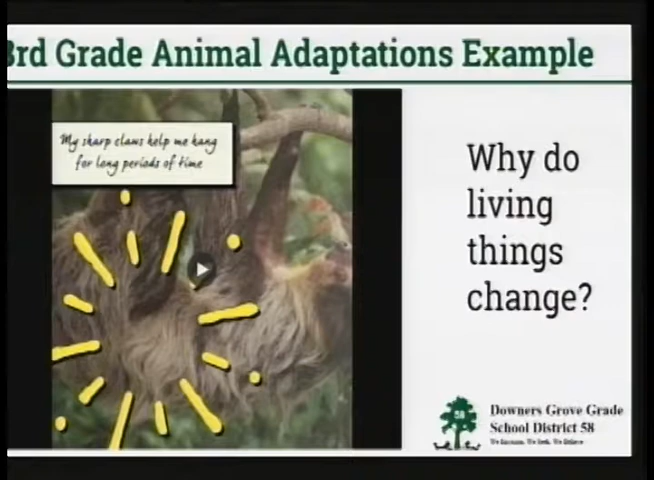 3rd Grade Animal Adaptations Example
My sharp claws help me hang
for long periods of time
Why do
living
things
change?
58
Downers Grove Grade
School District 58